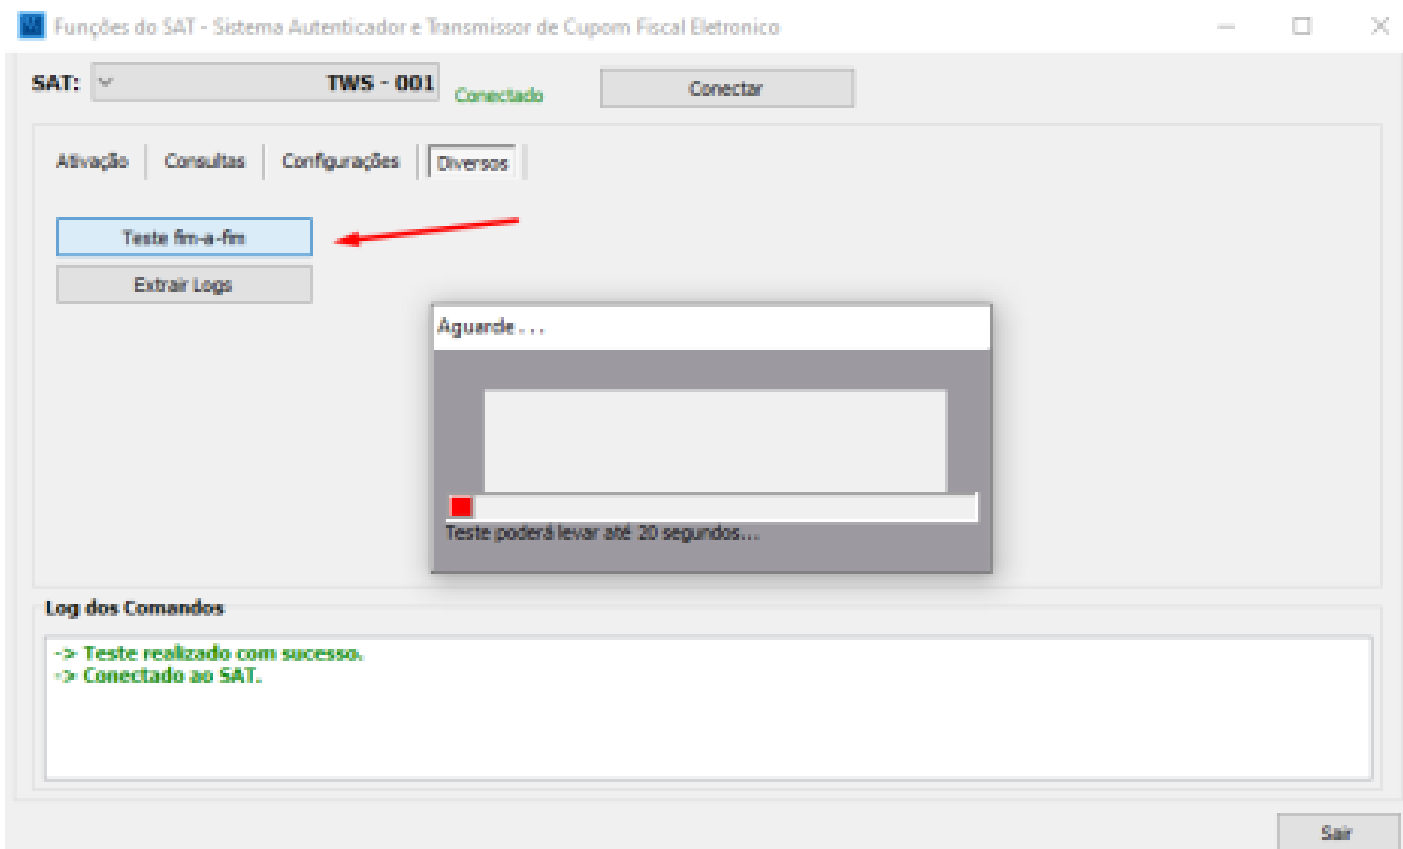 Funções do SAT - Sistema Autenticador e Transmissor de Cupom Fiscal Eletronico
SAT: TWS - 001 Conectado Conectar
Ativação Consultas Configurações Diversos
Teste fim-a-fim
Extrair Logs
Aguarde...
Teste poderá levar até 20 segundos...
Log dos Comandos
-> Teste realizado com sucesso.
-> Conectado ao SAT.
Sair